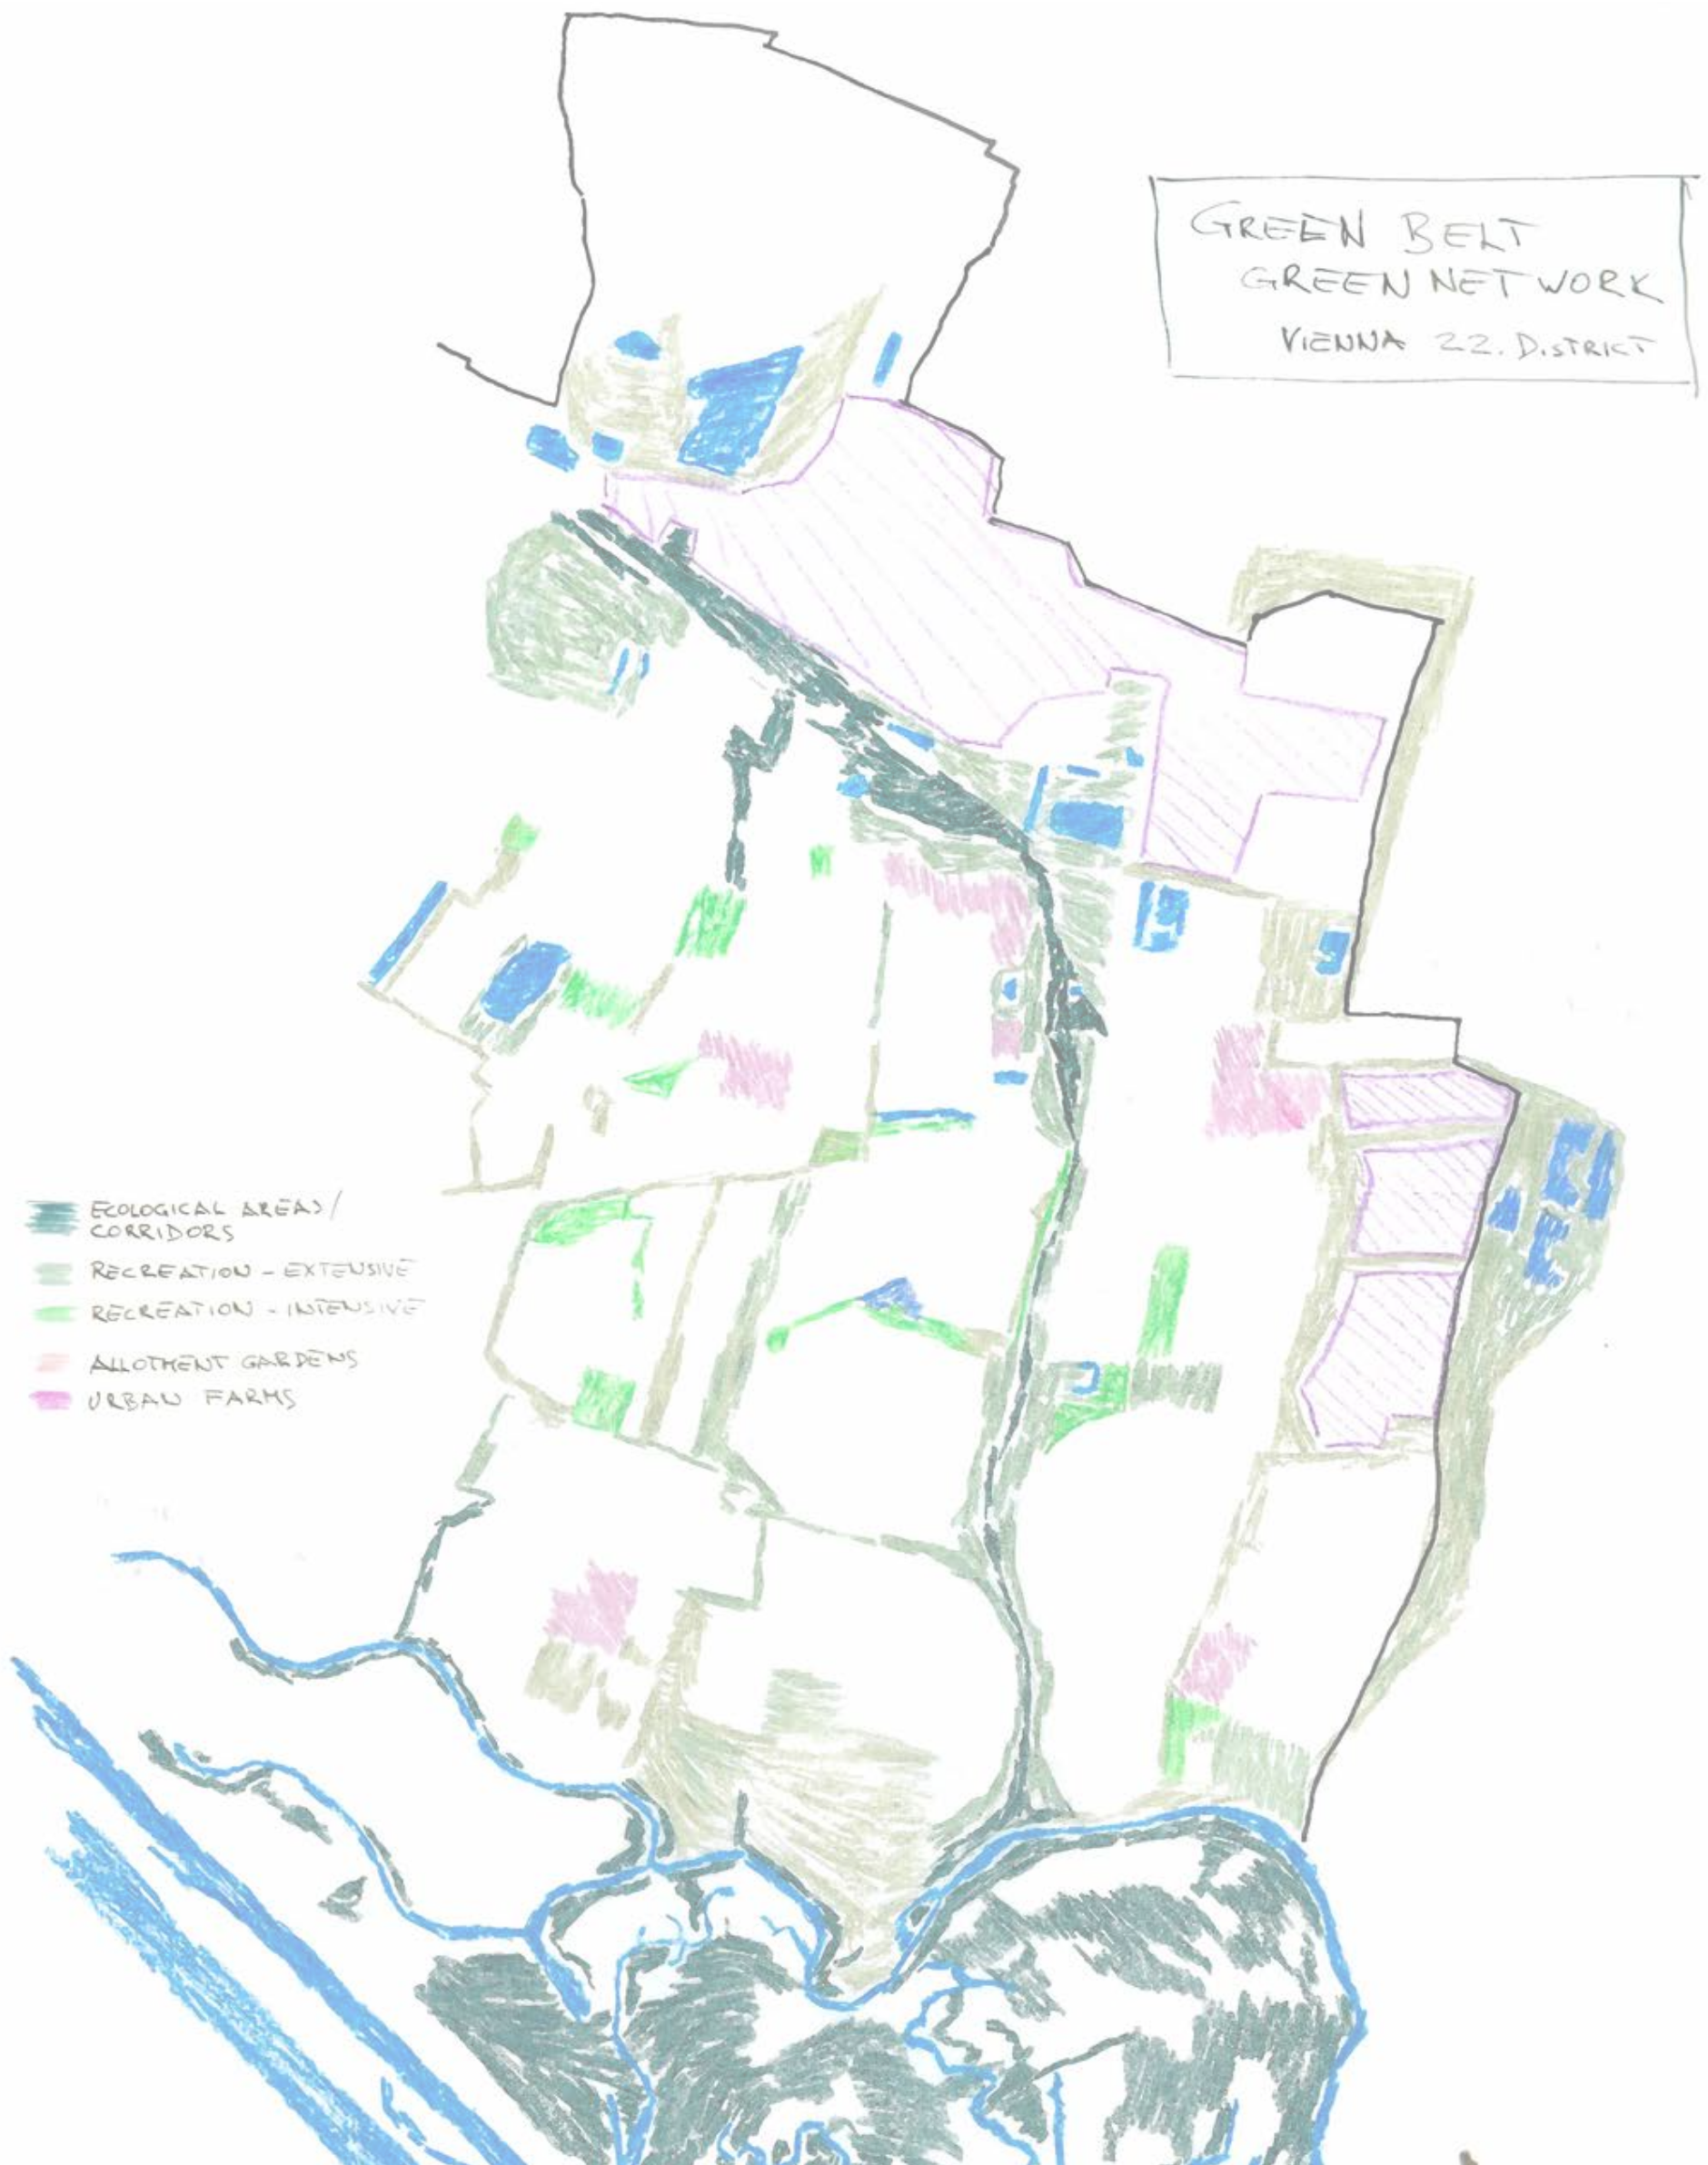 GREEN BELT
GREEN NETWORK
VIENNA 22. DISTRICT
ECOLOGICAL AREAS/
CORRIDORS
RECREATION - EXTENSIVE
RECREATION - INTENSIVE
ALLOTMENT GARDENS
URBAN FARMS